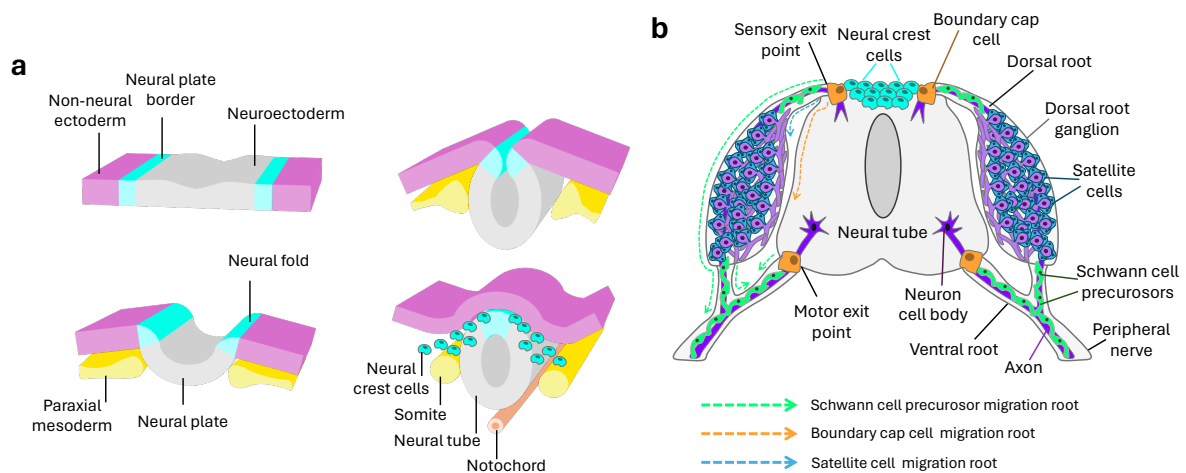 a
Non-neural
ectoderm
Neural plate
border
Neuroectoderm
Neural fold
Paraxial
mesoderm
Neural plate
Neural
crest cells
Somite
Neural tube
Notochord
b
Sensory exit
point
Neural crest
cells
Boundary cap
cell
Dorsal root
Dorsal root
ganglion
Satellite
cells
Neural tube
Schwann cell
precurosors
Motor exit
point
Neuron
cell body
Ventral root
Peripheral
nerve
Axon
Schwann cell precurosor migration root
Boundary cap cell migration root
Satellite cell migration root